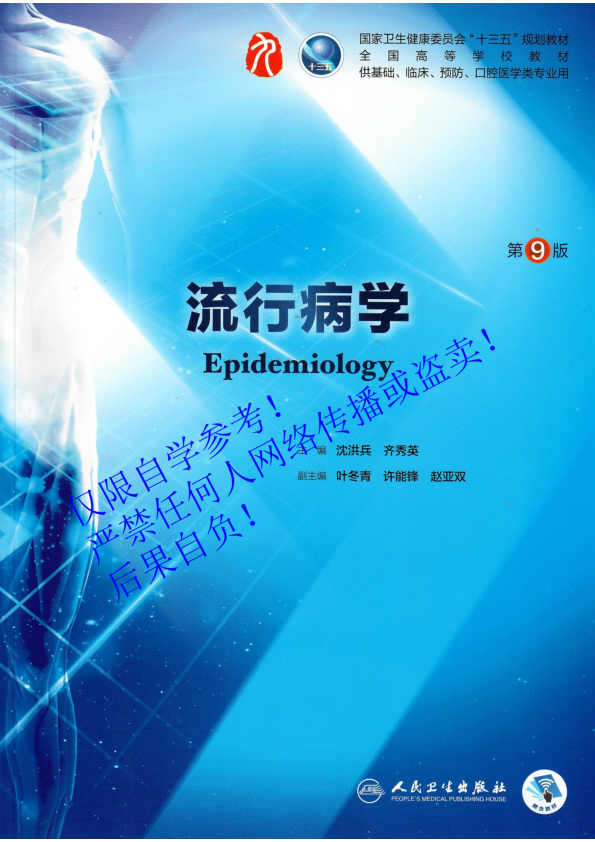 国家卫生健康委员会“十三五”规划教材
全国高等学校教材
供基础、临床、预防、口腔医学类专业用
十三五
第9版
流行病学
Epidemiology
主编 沈洪兵 齐秀英
副主编 叶冬青 许能锋 赵亚双
仅限自学参考！
严禁任何人网络传播或盗卖！
后果自负！
人民卫生出版社
PEOPLE'S MEDICAL PUBLISHING HOUSE
融合教材